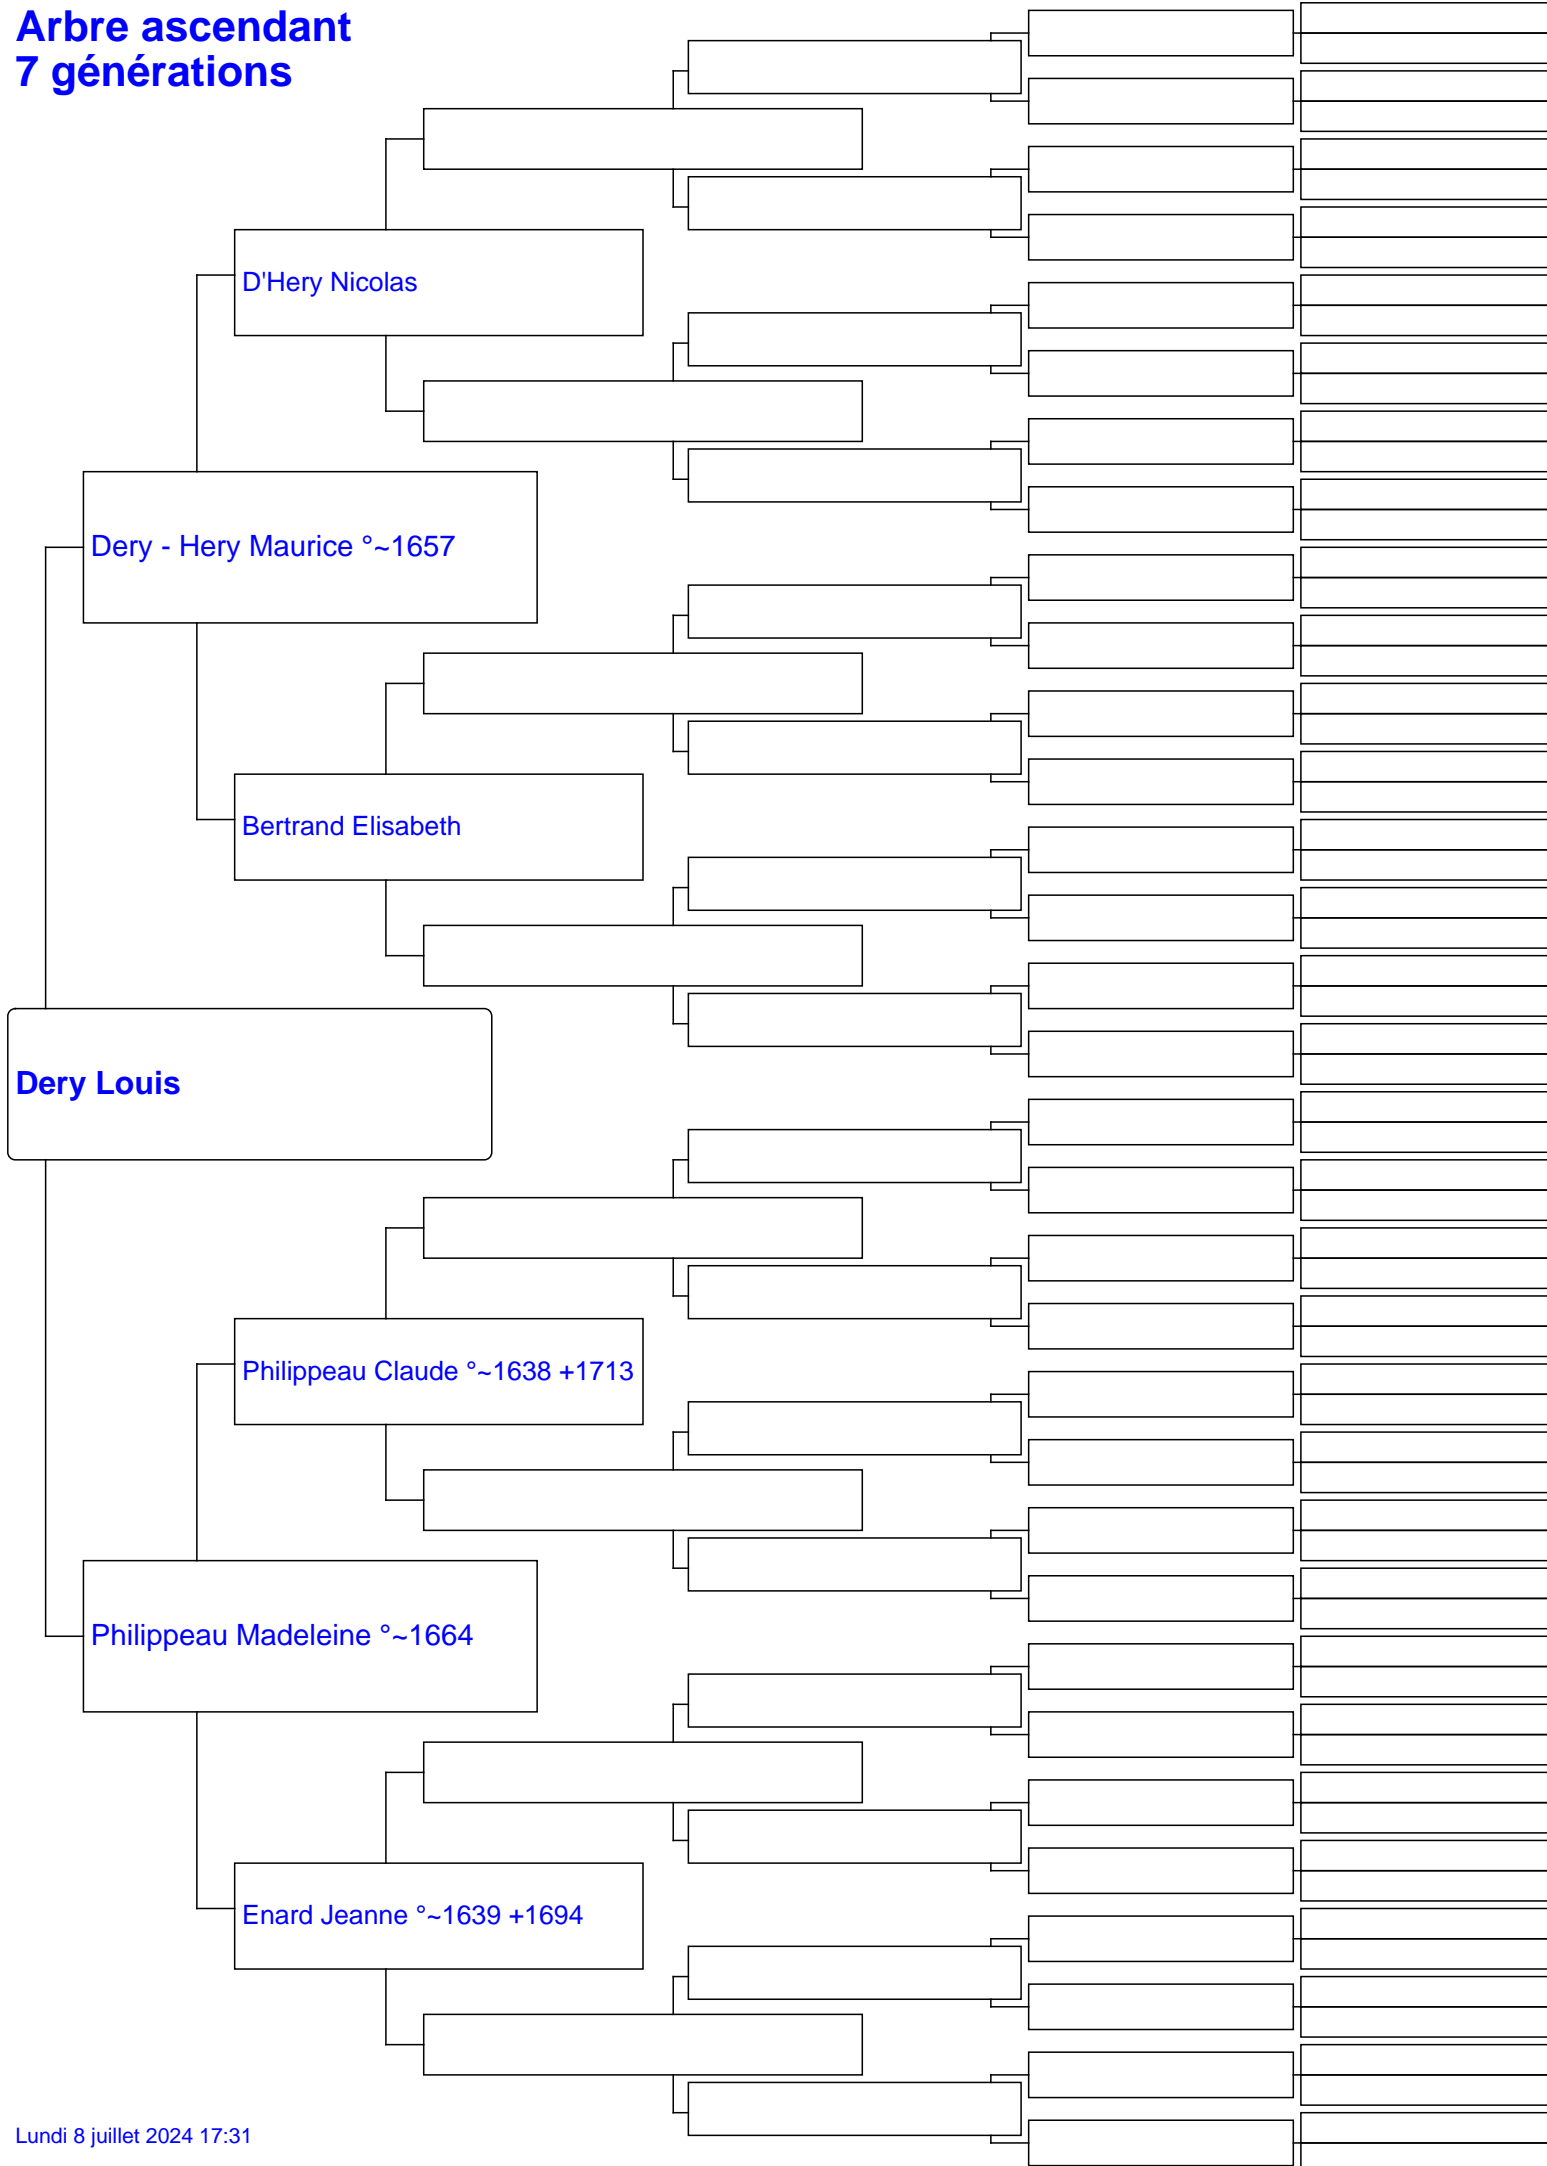 Arbre ascendant
7 générations
D'Hery Nicolas
Dery - Hery Maurice °~1657
Bertrand Elisabeth
Dery Louis
Philippeau Claude °~1638 +1713
Philippeau Madeleine °~1664
Enard Jeanne °~1639 +1694
Lundi 8 juillet 2024 17:31